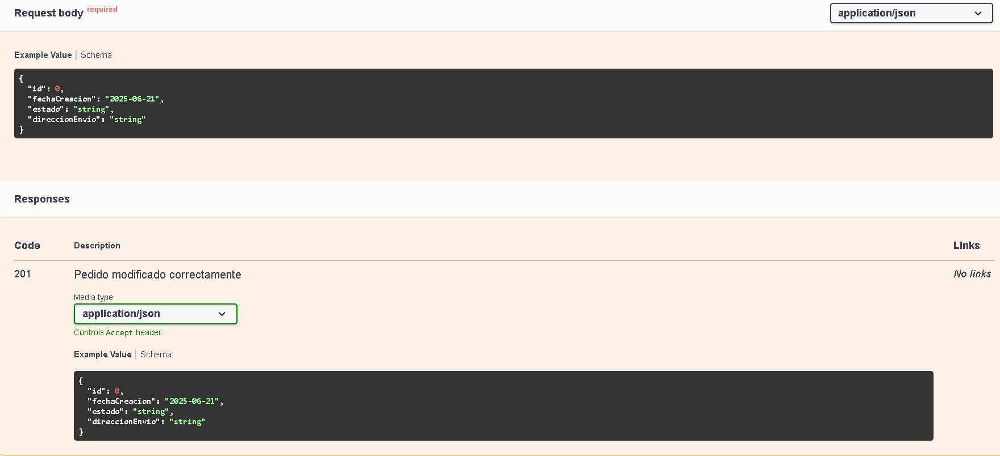 Request body required
application/json
Example Value | Schema
{
  "id": 0,
  "fechaCreacion": "2025-06-21",
  "estado": "string",
  "direccionEnvio": "string"
}
Responses
Code Description Links
201 Pedido modificado correctamente No links
Media type
application/json
Controls Accept header.
Example Value | Schema
{
  "id": 0,
  "fechaCreacion": "2025-06-21",
  "estado": "string",
  "direccionEnvio": "string"
}